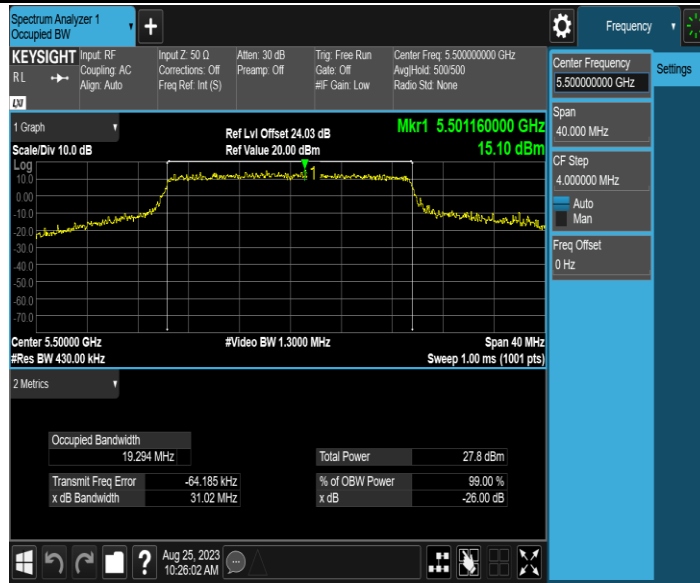 Spectrum Analyzer 1
Occupied BW
Frequency
KEYSIGHT
RL
LXI
Input: RF
Coupling: AC
Align: Auto
Input Z: 50 Ω
Corrections: Off
Freq Ref: Int (S)
Atten: 30 dB
Preamp: Off
Trig: Free Run
Gate: Off
#IF Gain: Low
Center Freq: 5.500000000 GHz
Avg|Hold: 500/500
Radio Std: None
Center Frequency
5.500000000 GHz
Settings
Span
40.000 MHz
CF Step
4.000000 MHz
Auto
Man
Freq Offset
0 Hz
1 Graph
Scale/Div 10.0 dB
Ref Lvl Offset 24.03 dB
Ref Value 20.00 dBm
Mkr1 5.501160000 GHz
15.10 dBm
Log
10.0
0.00
-10.0
-20.0
-30.0
-40.0
-50.0
-60.0
-70.0
1
Center 5.50000 GHz
#Res BW 430.00 kHz
#Video BW 1.3000 MHz
Span 40 MHz
Sweep 1.00 ms (1001 pts)
2 Metrics
Occupied Bandwidth
19.294 MHz
Total Power 27.8 dBm
Transmit Freq Error -64.185 kHz
% of OBW Power 99.00 %
x dB Bandwidth 31.02 MHz
x dB -26.00 dB
?
Aug 25, 2023
10:26:02 AM